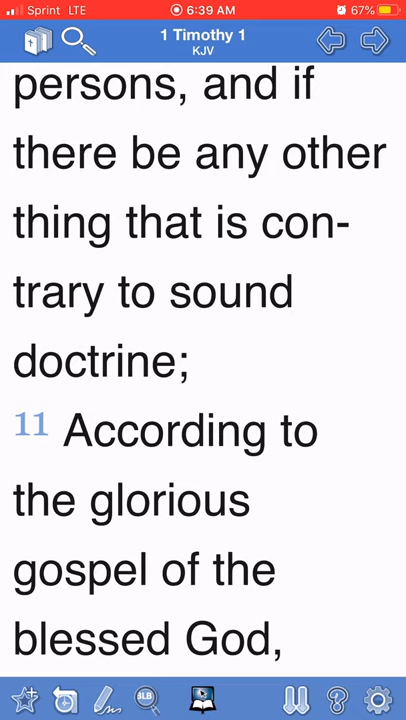 Sprint LTE 6:39 AM 67%
1 Timothy 1
KJV
persons, and if
there be any other
thing that is con-
trary to sound
doctrine;
11 According to
the glorious
gospel of the
blessed God,
BLB